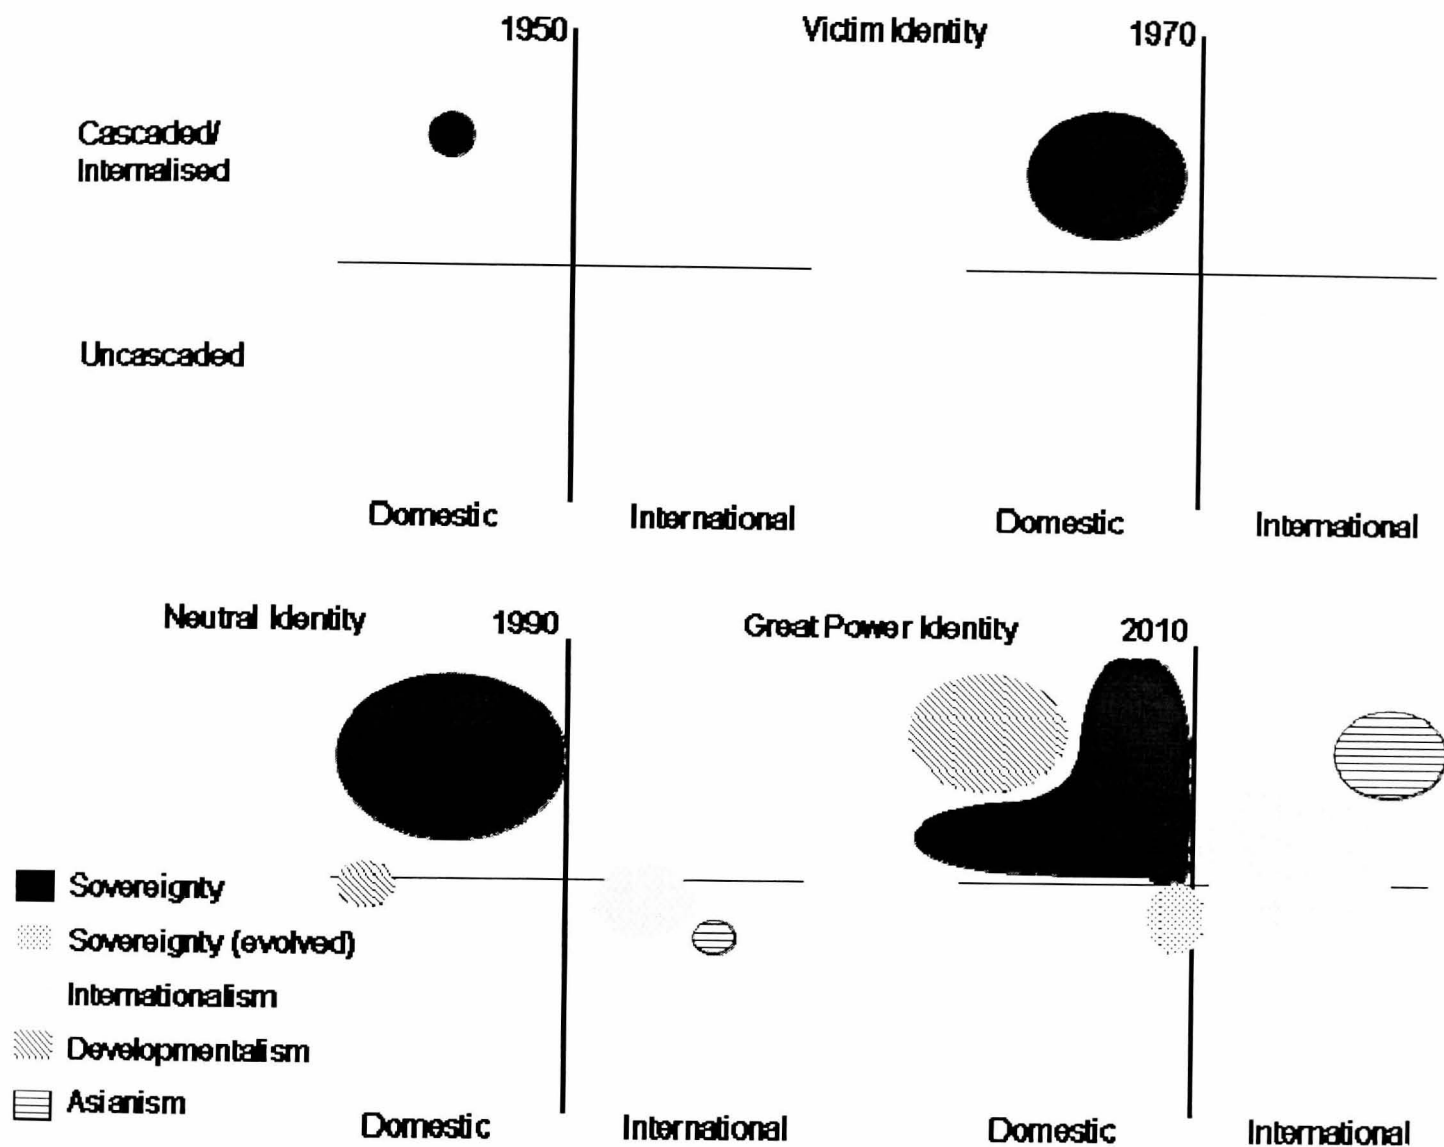 1950
Victim Identity
1970
Cascaded/
Internalised
Uncascaded
Domestic
International
Domestic
International
Neutral Identity
1990
Great Power Identity
2010
Sovereignty
Sovereignty (evolved)
Internationalism
Developmentalism
Asianism
Domestic
International
Domestic
International